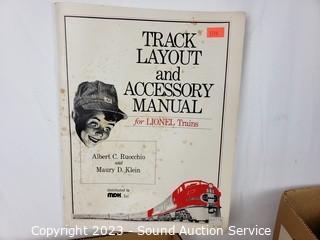 TRACK
LAYOUT
and
ACCESSORY
MANUAL
for LIONEL Trains
Albert C. Ruocchio
and
Maury D. Klein
distributed by
MDK
Copyright 2023 - Sound Auction Service